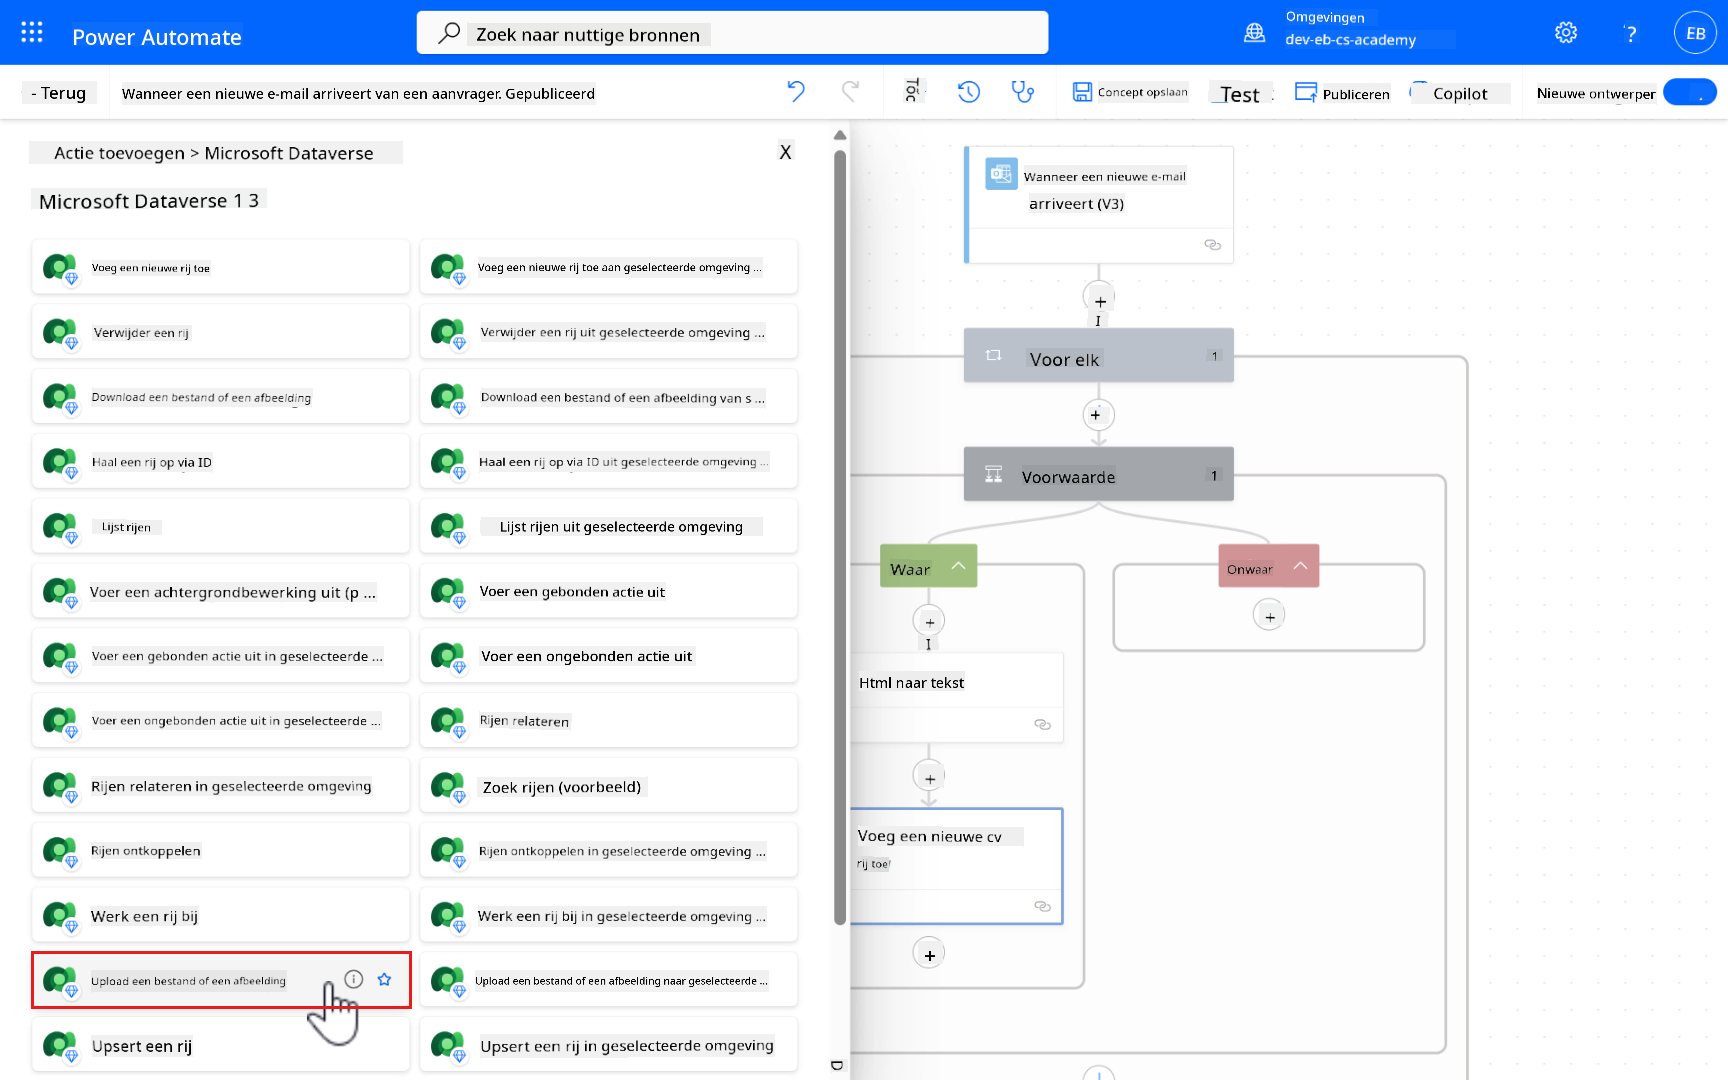 Power Automate
Zoek naar nuttige bronnen
Omgevingen
dev-eb-cs-academy
?
EB
- Terug
Wanneer een nieuwe e-mail arriveert van een aanvrager. Gepubliceerd
Concept opslaan
Test
Publiceren
Copilot
Nieuwe ontwerper
Actie toevoegen > Microsoft Dataverse
X
Microsoft Dataverse 1 3
Voeg een nieuwe rij toe
Voeg een nieuwe rij toe aan geselecteerde omgeving ...
Verwijder een rij
Verwijder een rij uit geselecteerde omgeving ...
Download een bestand of een afbeelding
Download een bestand of een afbeelding van s ...
Haal een rij op via ID
Haal een rij op via ID uit geselecteerde omgeving ...
Lijst rijen
Lijst rijen uit geselecteerde omgeving
Voer een achtergrondbewerking uit (p ...
Voer een gebonden actie uit
Voer een gebonden actie uit in geselecteerde ...
Voer een ongebonden actie uit
Voer een ongebonden actie uit in geselecteerde ...
Rijen relateren
Rijen relateren in geselecteerde omgeving
Zoek rijen (voorbeeld)
Rijen ontkoppelen
Rijen ontkoppelen in geselecteerde omgeving ...
Werk een rij bij
Werk een rij bij in geselecteerde omgeving ...
Upload een bestand of een afbeelding
Upload een bestand of een afbeelding naar geselecteerde ...
Upsert een rij
Upsert een rij in geselecteerde omgeving
Wanneer een nieuwe e-mail
arriveert (V3)
Voor elk
1
Voorwaarde
1
Waar
Onwaar
Html naar tekst
Voeg een nieuwe cv
rij toe